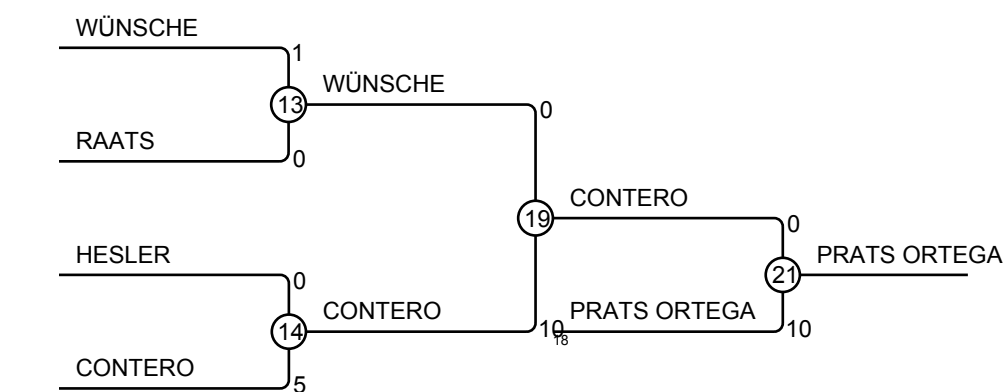 WÜNSCHE
1
13
WÜNSCHE
0
RAATS
0
19
CONTERO
0
HESLER
0
21
PRATS ORTEGA
14
CONTERO
10
18
PRATS ORTEGA
10
CONTERO
5